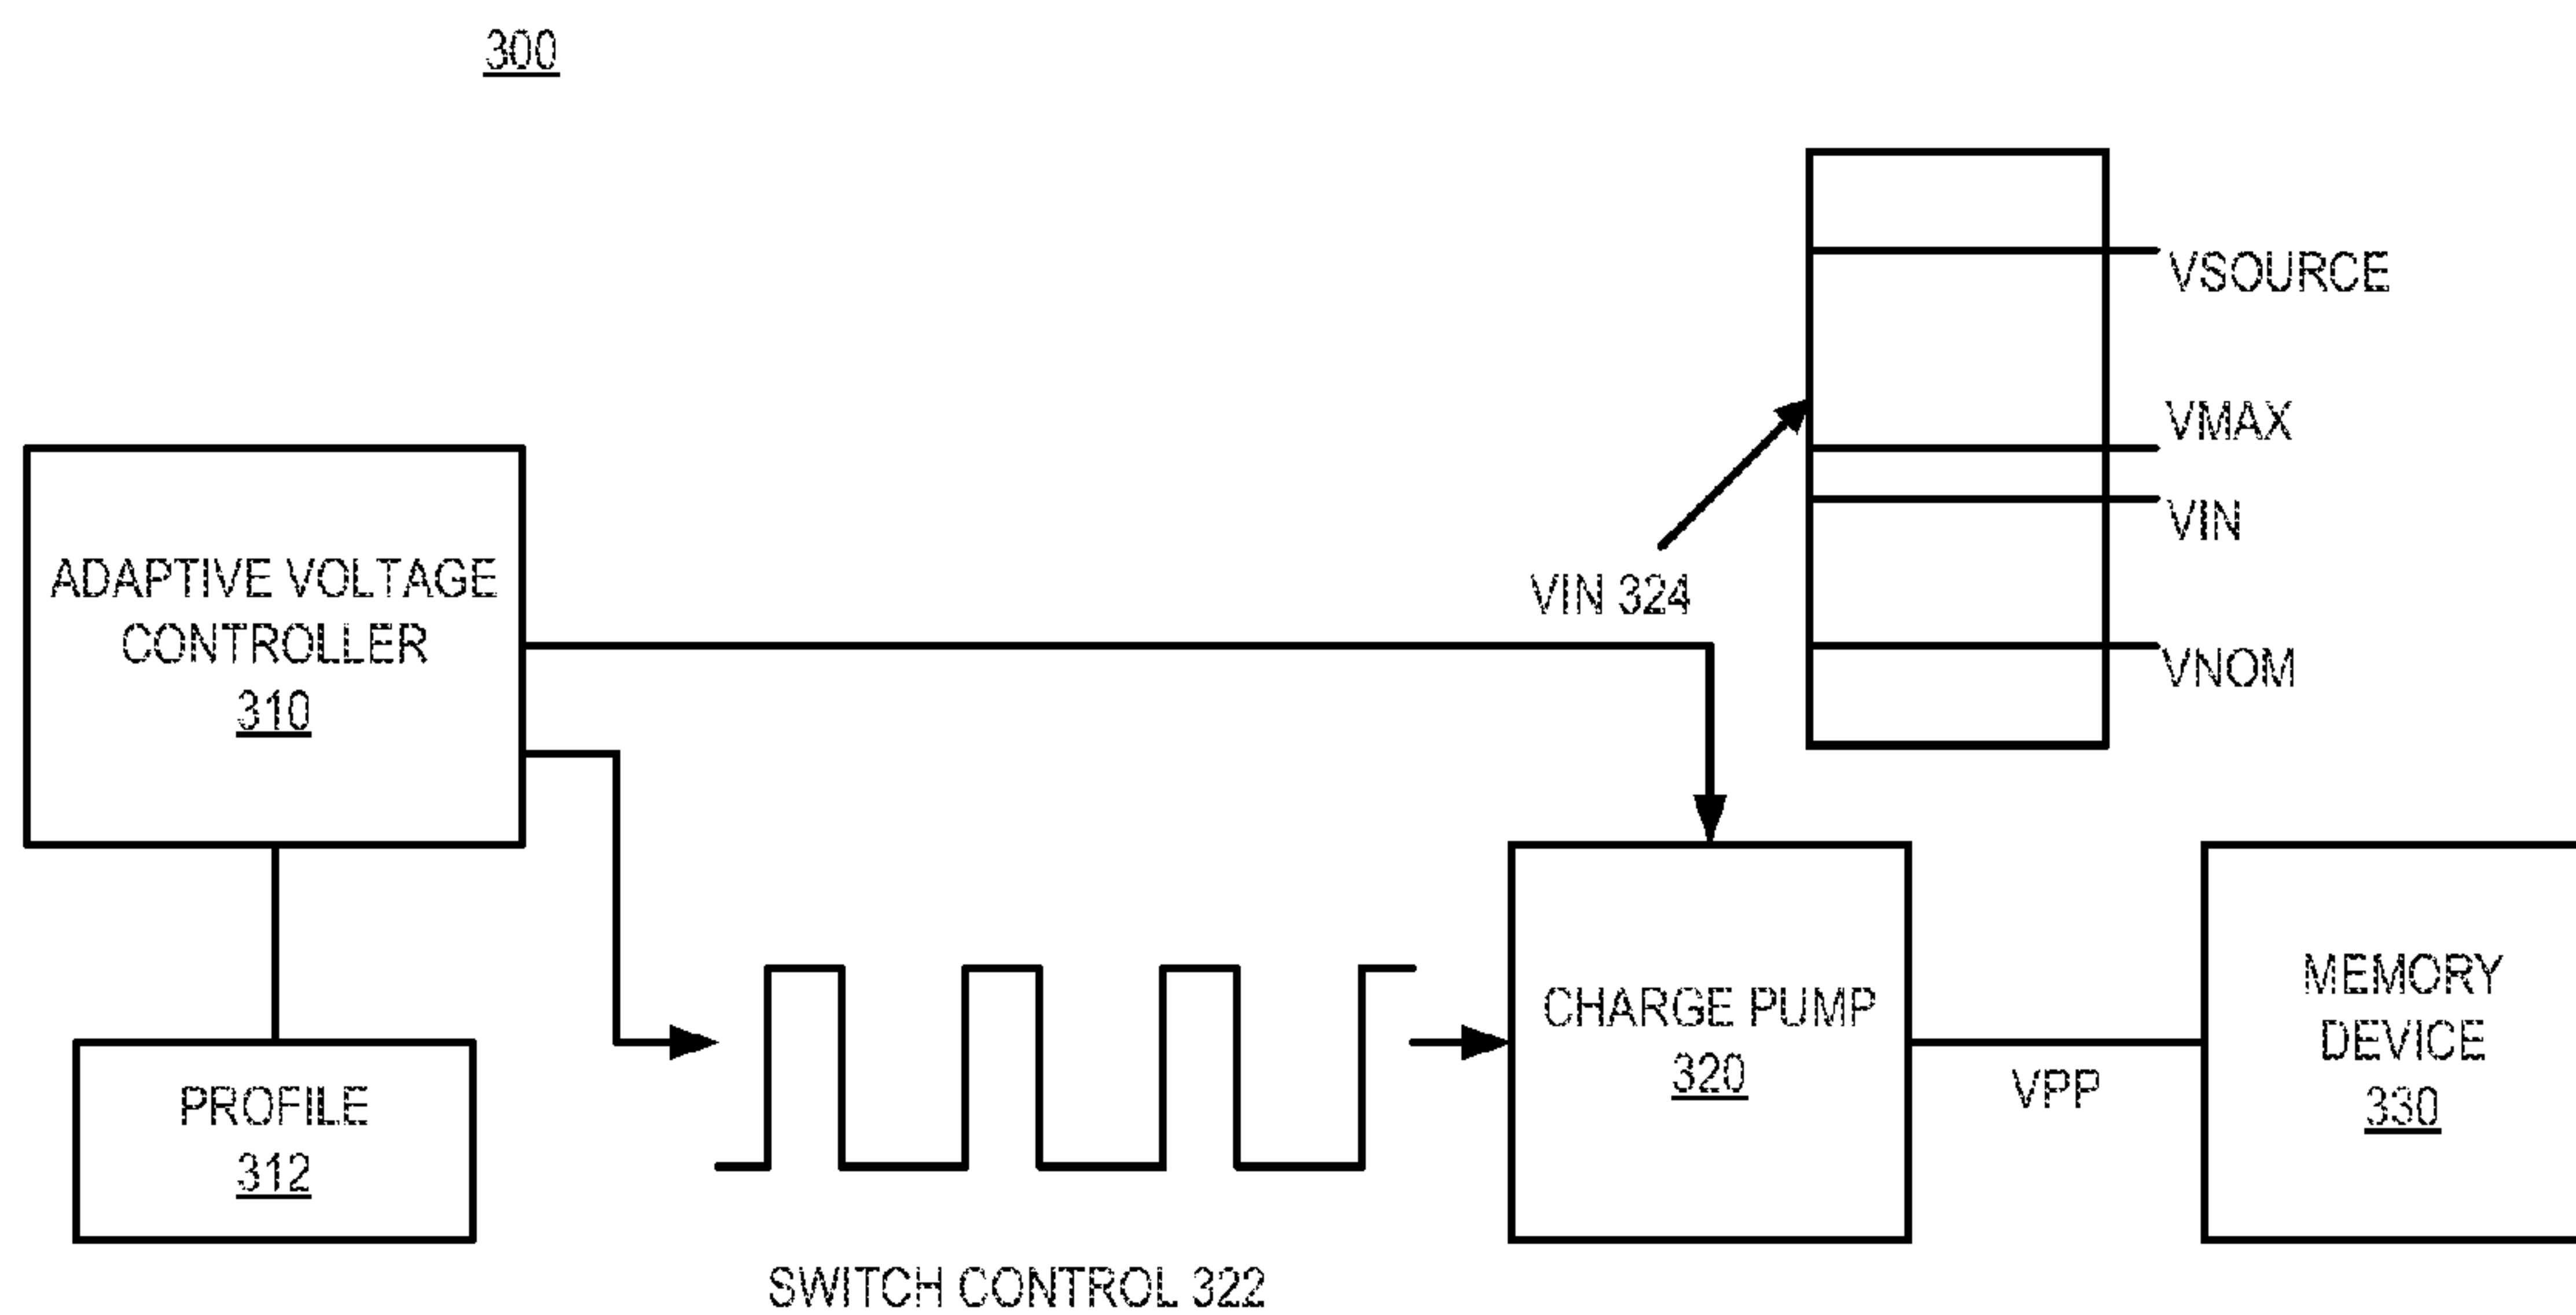 300
VSOURCE
VMAX
VIN
VNOM
VIN 324
ADAPTIVE VOLTAGE
CONTROLLER
310
PROFILE
312
SWITCH CONTROL 322
CHARGE PUMP
320
VPP
MEMORY
DEVICE
330